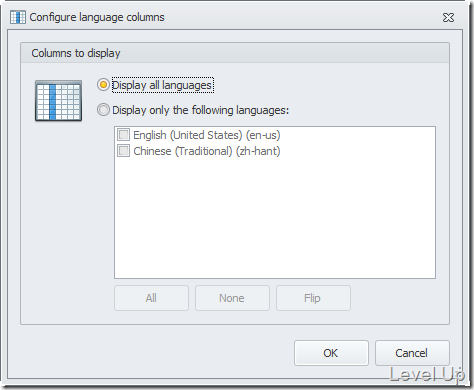 Configure language columns
Columns to display
Display all languages
Display only the following languages:
English (United States) (en-us)
Chinese (Traditional) (zh-hant)
All None Flip
OK Cancel
Level Up